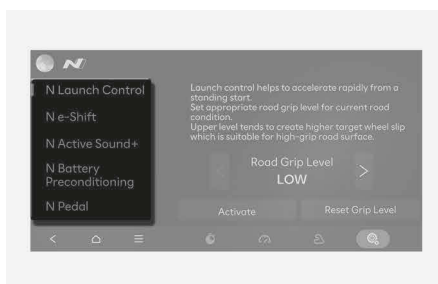 N Launch Control
N e-Shift
N Active Sound+
N Battery
Preconditioning
N Pedal
Launch control helps to accelerate rapidly from a
standing start.
Set appropriate road grip level for current road
condition.
Upper level tends to create higher target wheel slip
which is suitable for high-grip road surface.
Road Grip Level
LOW
Activate
Reset Grip Level